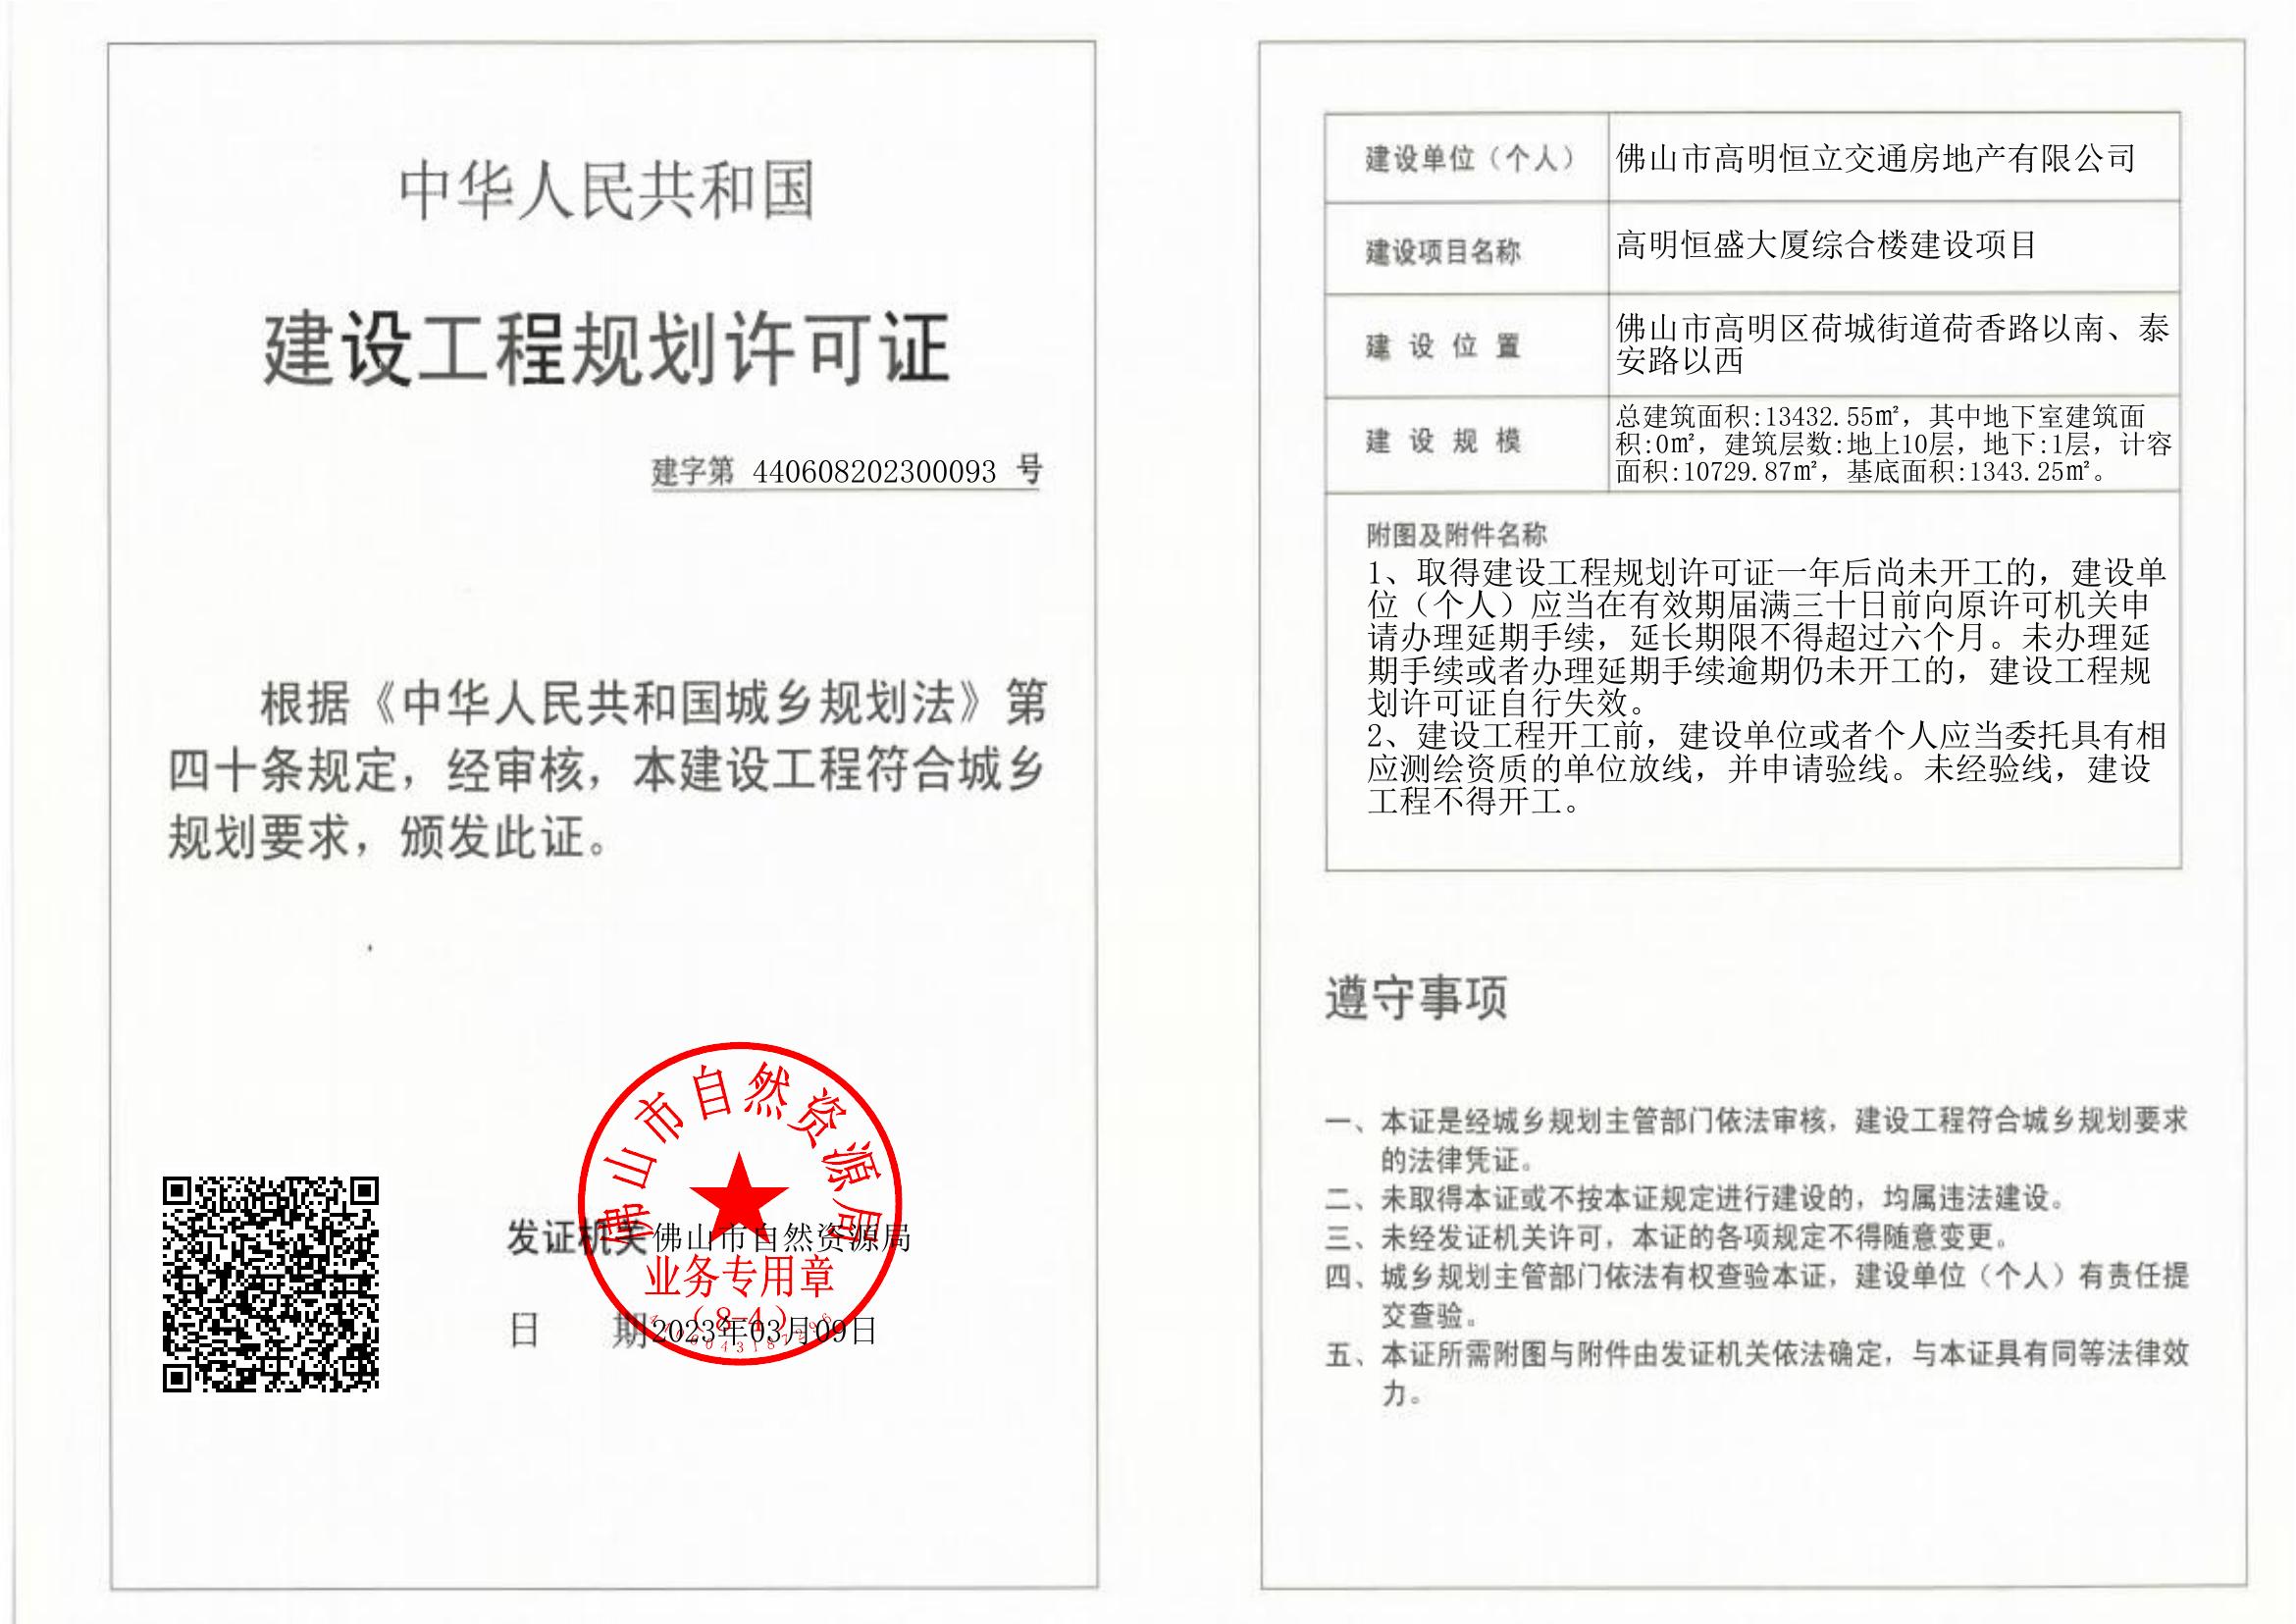 中华人民共和国
建设工程规划许可证
建字第 440608202300093 号
根据《中华人民共和国城乡规划法》第
四十条规定，经审核，本建设工程符合城乡
规划要求，颁发此证。
佛山市自然资源局
业务专用章
（8-4）
发证机关佛山市自然资源局
日 期2023年03月09日
建设单位（个人） 佛山市高明恒立交通房地产有限公司
建设项目名称 高明恒盛大厦综合楼建设项目
建设位置 佛山市高明区荷城街道荷香路以南、泰
安路以西
建设规模 总建筑面积:13432.55㎡，其中地下室建筑面
积:0㎡，建筑层数:地上10层，地下:1层，计容
面积:10729.87㎡，基底面积:1343.25㎡。
附图及附件名称
1、取得建设工程规划许可证一年后尚未开工的，建设单
位（个人）应当在有效期届满三十日前向原许可机关申
请办理延期手续，延长期限不得超过六个月。未办理延
期手续或者办理延期手续逾期仍未开工的，建设工程规
划许可证自行失效。
2、建设工程开工前，建设单位或者个人应当委托具有相
应测绘资质的单位放线，并申请验线。未经验线，建设
工程不得开工。
遵守事项
一、本证是经城乡规划主管部门依法审核，建设工程符合城乡规划要求
的法律凭证。
二、未取得本证或不按本证规定进行建设的，均属违法建设。
三、未经发证机关许可，本证的各项规定不得随意变更。
四、城乡规划主管部门依法有权查验本证，建设单位（个人）有责任提
交查验。
五、本证所需附图与附件由发证机关依法确定，与本证具有同等法律效
力。